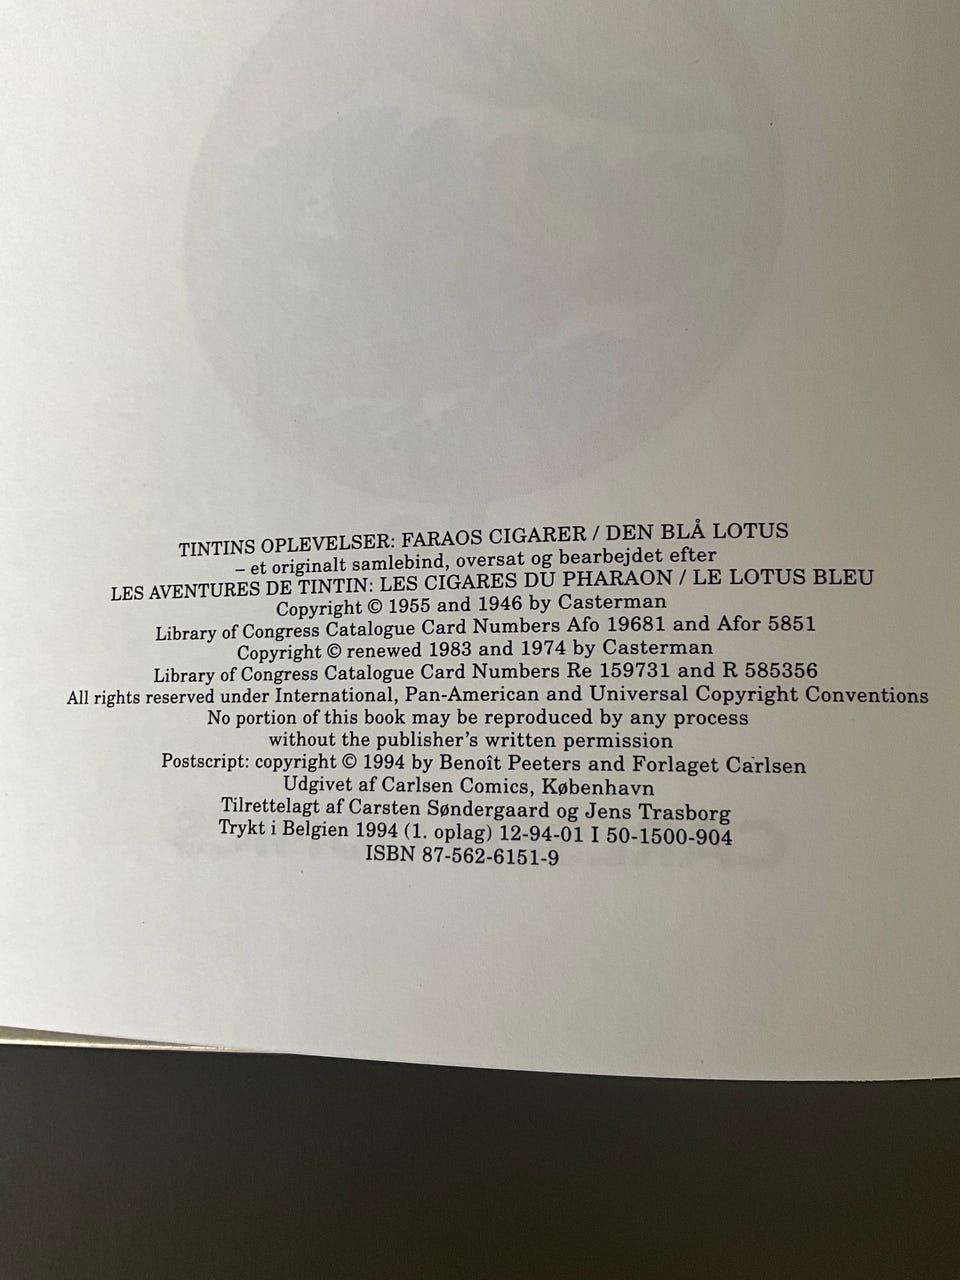 TINTINS OPLEVELSER: FARAOS CIGARER / DEN BLÅ LOTUS
– et originalt samlebind, oversat og bearbejdet efter
LES AVENTURES DE TINTIN: LES CIGARES DU PHARAON / LE LOTUS BLEU
Copyright © 1955 and 1946 by Casterman
Library of Congress Catalogue Card Numbers Afo 19681 and Afor 5851
Copyright © renewed 1983 and 1974 by Casterman
Library of Congress Catalogue Card Numbers Re 159731 and R 585356
All rights reserved under International, Pan-American and Universal Copyright Conventions
No portion of this book may be reproduced by any process
without the publisher's written permission
Postscript: copyright © 1994 by Benoît Peeters and Forlaget Carlsen
Udgivet af Carlsen Comics, København
Tilrettelagt af Carsten Søndergaard og Jens Trasborg
Trykt i Belgien 1994 (1. oplag) 12-94-01 I 50-1500-904
ISBN 87-562-6151-9